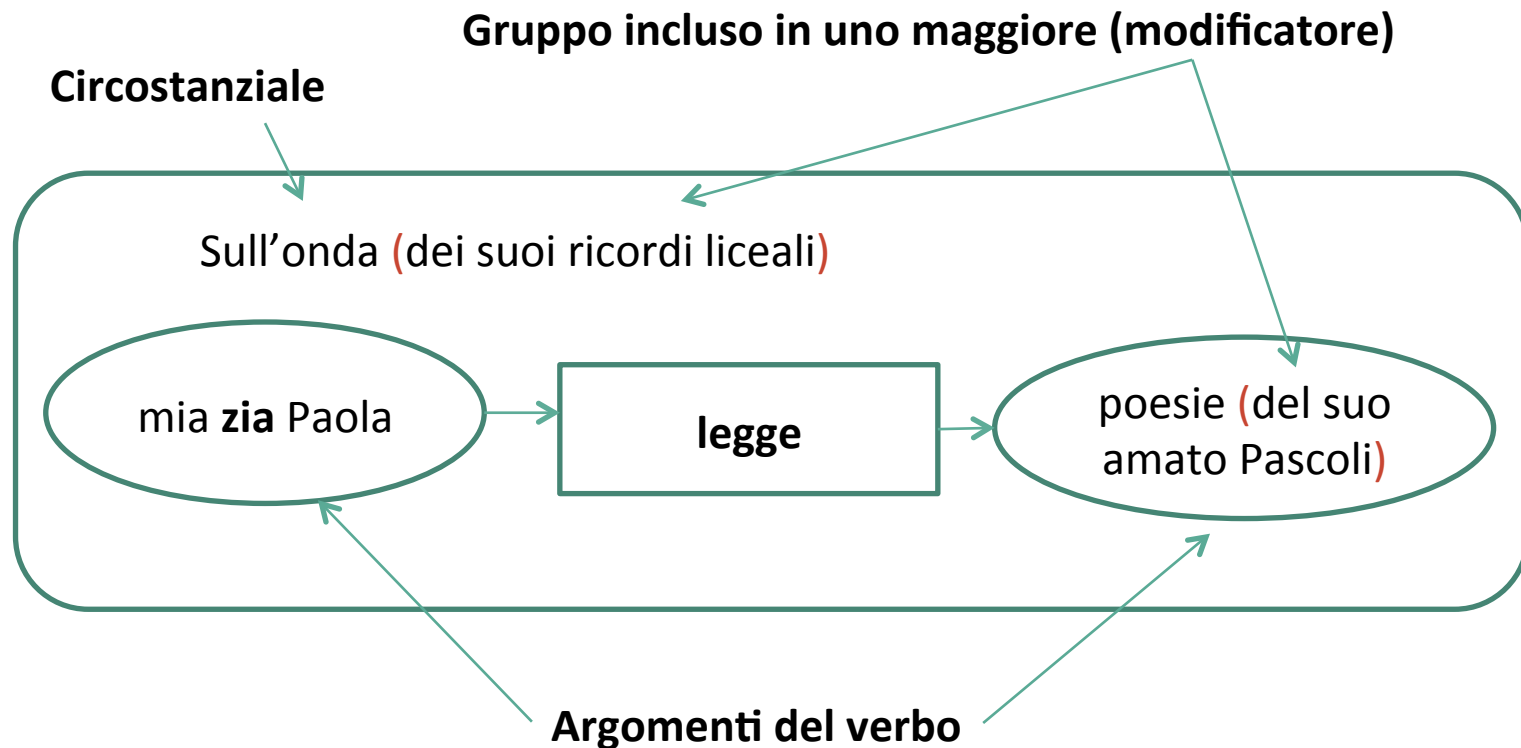 Gruppo incluso in uno maggiore (modificatore)
Circostanziale
Sull’onda (dei suoi ricordi liceali)
mia zia Paola
legge
poesie (del suo
amato Pascoli)
Argomenti del verbo